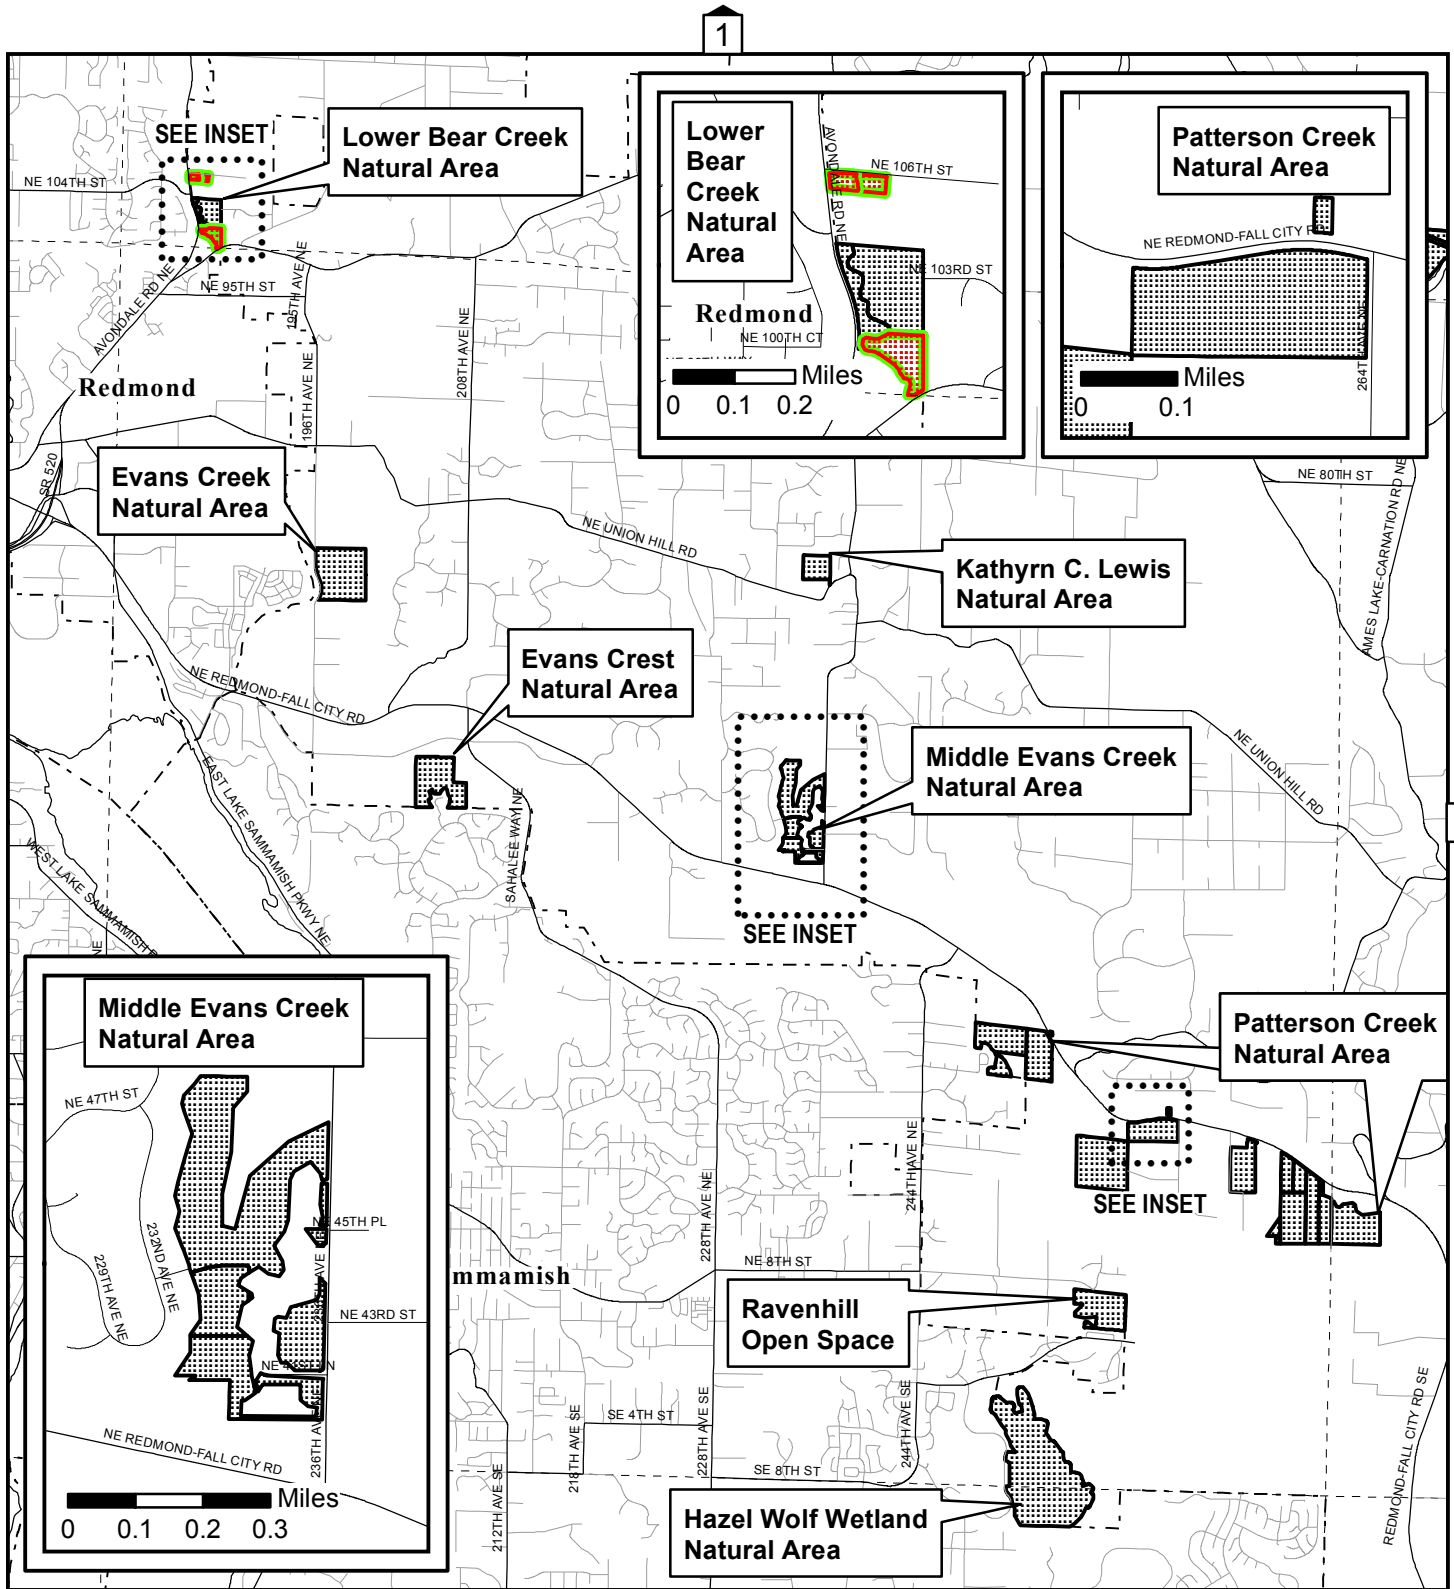 1
SEE INSET
Lower Bear Creek
Natural Area
NE 104TH ST
AVONDALE RD NE
NE 95TH ST
195TH AVE NE
196TH AVE NE
208TH AVE NE
Redmond
SR 520
Lower
Bear
Creek
Natural
Area
AVONDALE RD NE
NE 106TH ST
NE 103RD ST
Redmond
NE 100TH CT
Miles
0 0.1 0.2
Patterson Creek
Natural Area
NE REDMOND-FALL CITY RD
264TH AVE NE
Miles
0 0.1
NE 80TH ST
AMES LAKE-CARNATION RD NE
Evans Creek
Natural Area
NE UNION HILL RD
Kathyrn C. Lewis
Natural Area
Evans Crest
Natural Area
NE REDMOND-FALL CITY RD
Middle Evans Creek
Natural Area
NE UNION HILL RD
EAST LAKE SAMMAMISH PKWY NE
WEST LAKE SAMMAMISH P
NE
SAHALEE WAY NE
SEE INSET
Middle Evans Creek
Natural Area
NE 47TH ST
232ND AVE NE
229TH AVE NE
NE 45TH PL
NE 43RD ST
236TH AVE NE
NE REDMOND-FALL CITY RD
Miles
0 0.1 0.2 0.3
Patterson Creek
Natural Area
SEE INSET
244TH AVE NE
228TH AVE NE
NE 8TH ST
mmamish
Ravenhill
Open Space
SE 4TH ST
218TH AVE SE
228TH AVE SE
244TH AVE SE
212TH AVE SE
SE 8TH ST
Hazel Wolf Wetland
Natural Area
REDMOND-FALL CITY RD SE